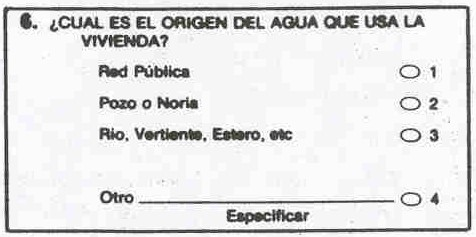 6. ¿CUAL ES EL ORIGEN DEL AGUA QUE USA LA
VIVIENDA?
Red Pública 1
Pozo o Noria 2
Rio, Vertiente, Estero, etc 3
Otro ____________________ 4
Especificar